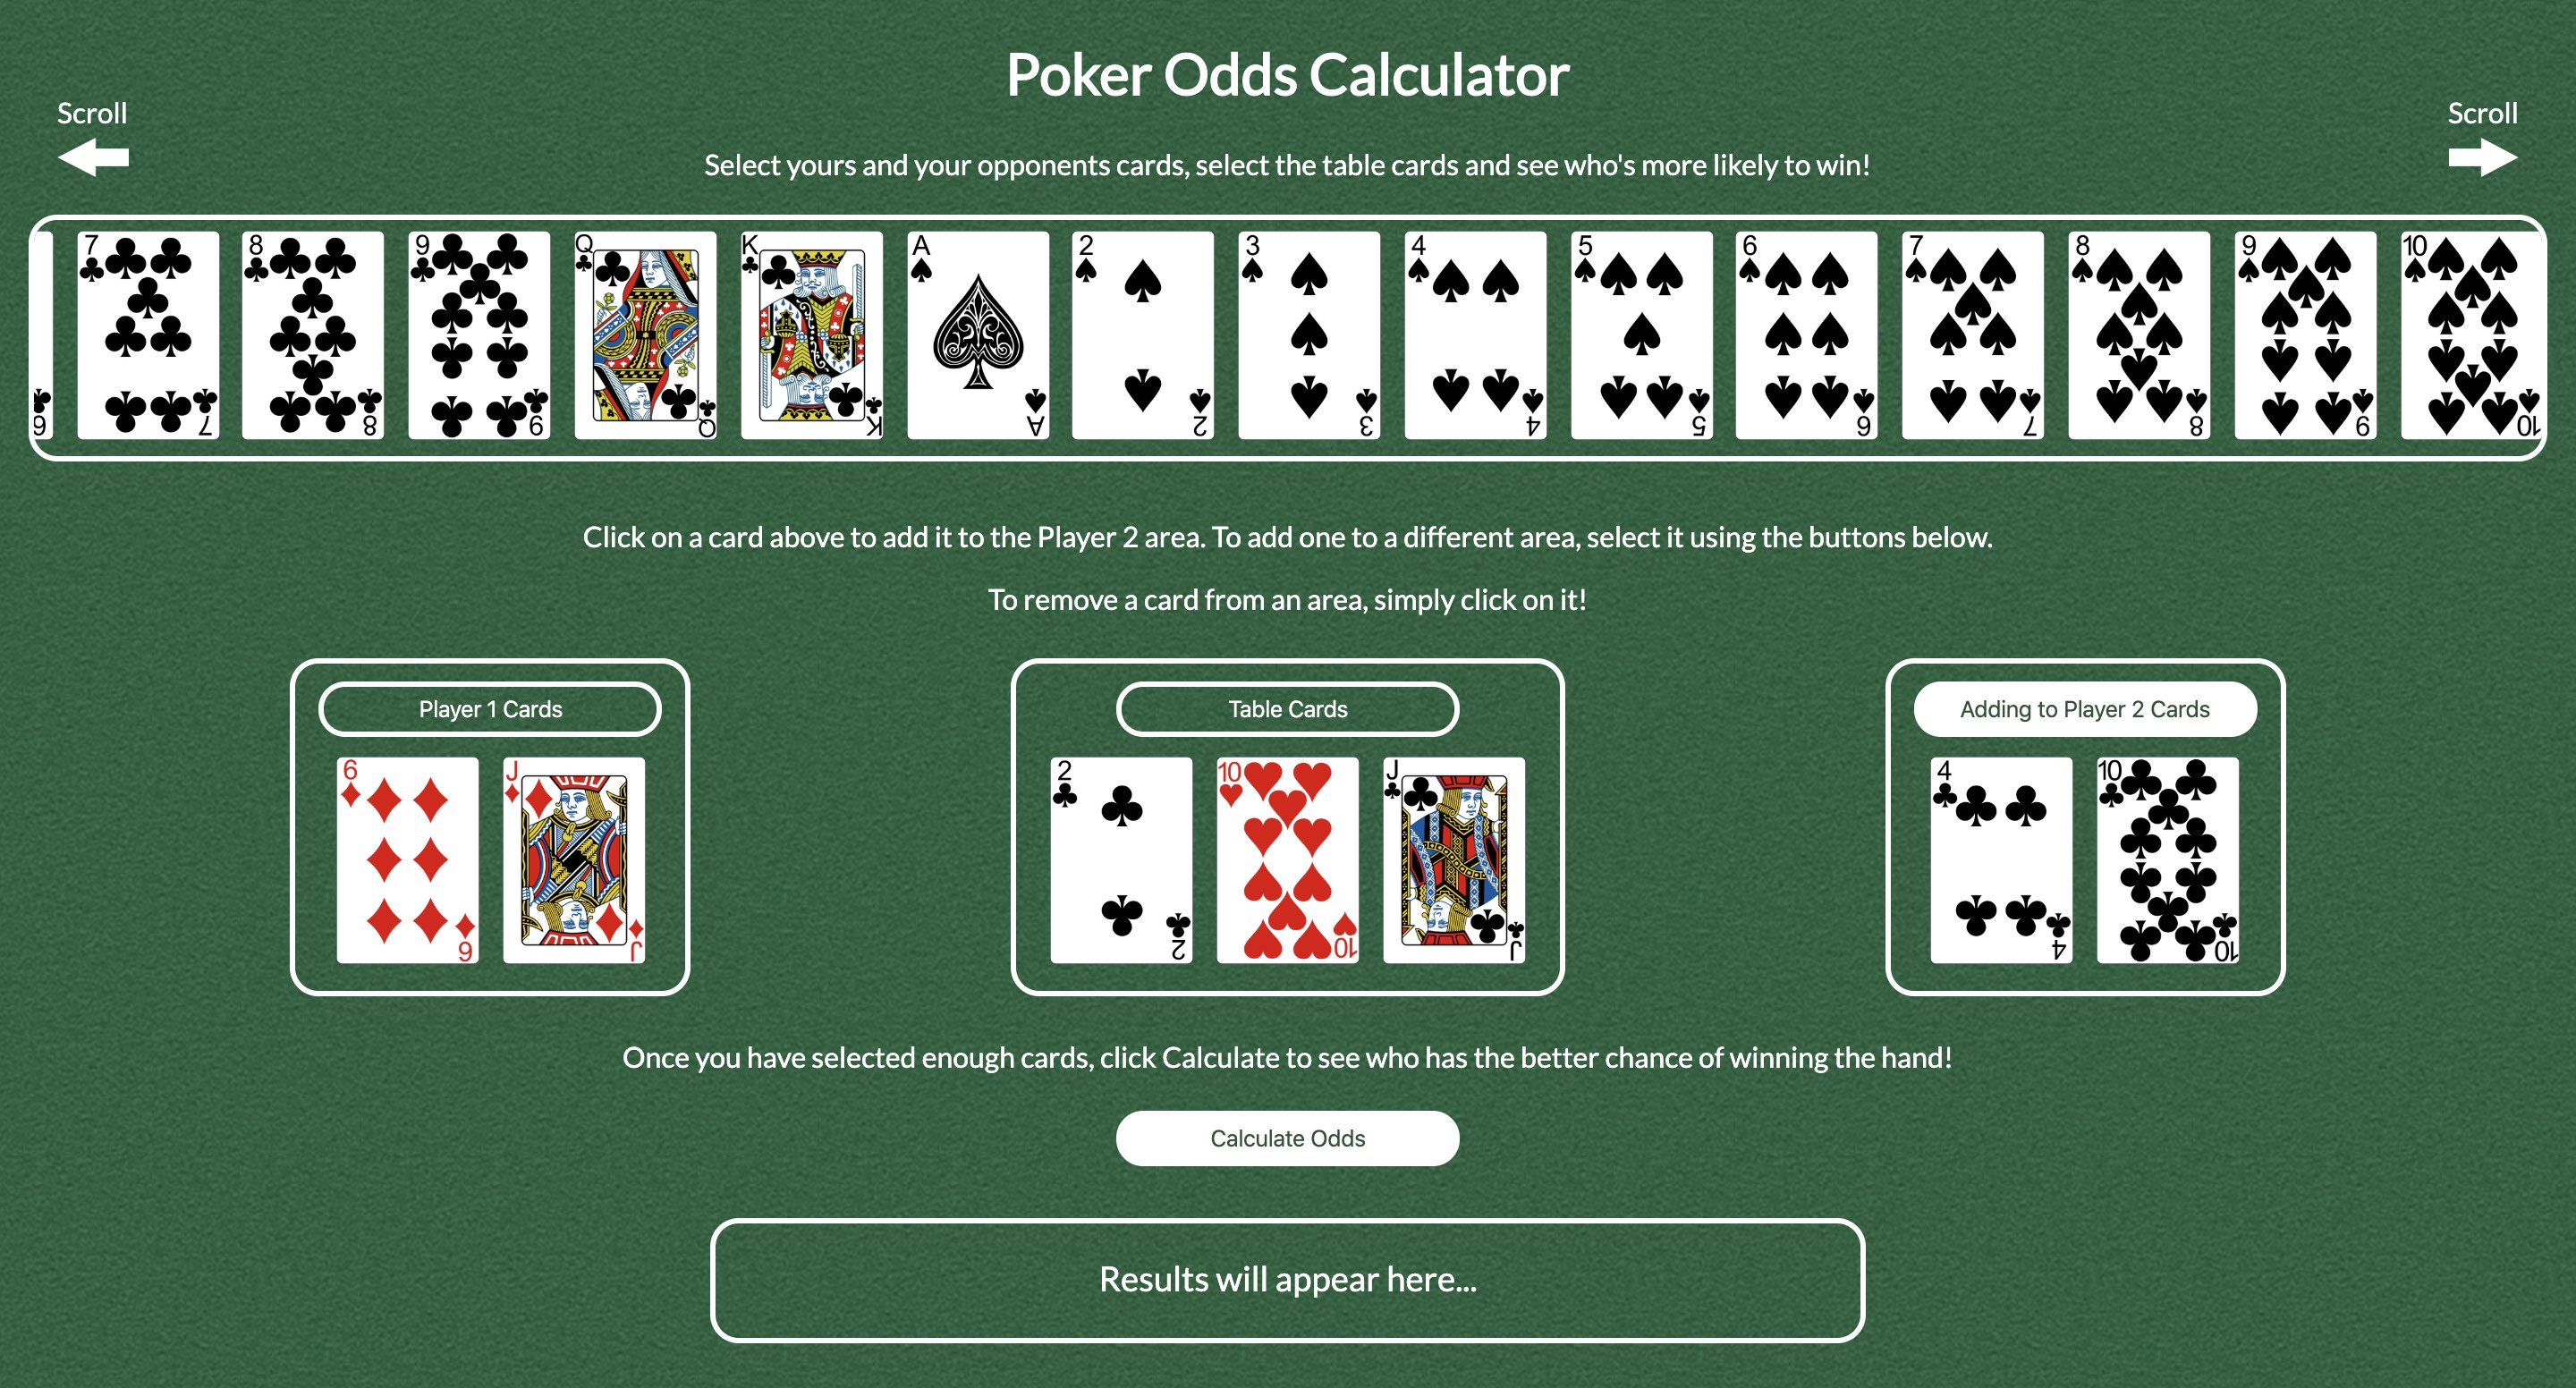 Poker Odds Calculator
Scroll
Scroll
Select yours and your opponents cards, select the table cards and see who's more likely to win!
6
7 7
8 8
9 9
Q Q
K K
A A
2 2
3 3
4 4
5 5
6 6
7 7
8 8
9 9
10 10
Click on a card above to add it to the Player 2 area. To add one to a different area, select it using the buttons below.
To remove a card from an area, simply click on it!
Player 1 Cards
6 6
J J
Table Cards
2 2
10 10
J J
Adding to Player 2 Cards
4 4
10 10
Once you have selected enough cards, click Calculate to see who has the better chance of winning the hand!
Calculate Odds
Results will appear here...